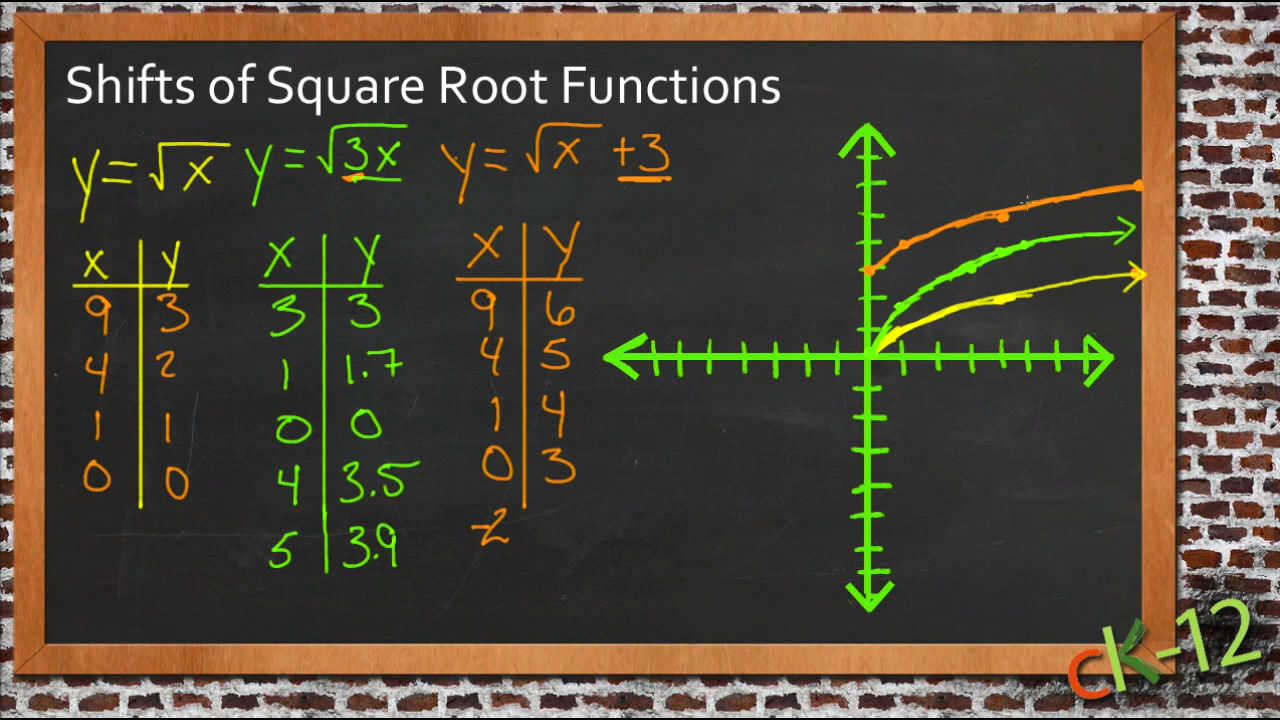 Shifts of Square Root Functions
y = √x y = √3x y = √x +3
x y x y x y
9 3 3 3 9 6
4 2 1 1.7 4 5
1 1 0 0 1 4
0 0 4 3.5 0 3
5 3.9 -2
CK-12